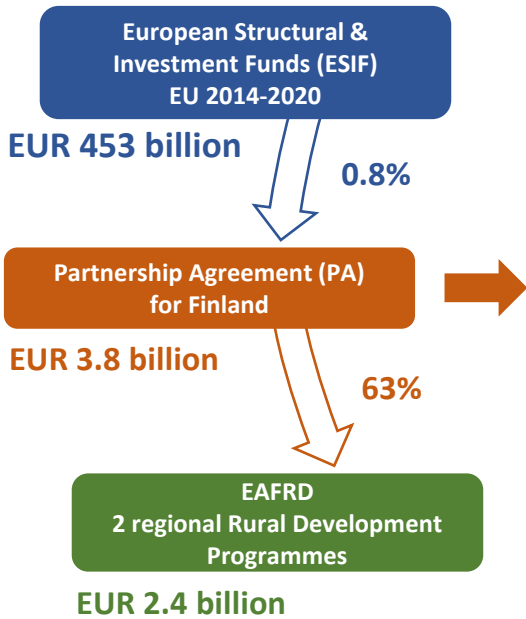 European Structural &
Investment Funds (ESIF)
EU 2014-2020
EUR 453 billion
0.8%
Partnership Agreement (PA)
for Finland
EUR 3.8 billion
63%
EAFRD
2 regional Rural Development
Programmes
EUR 2.4 billion